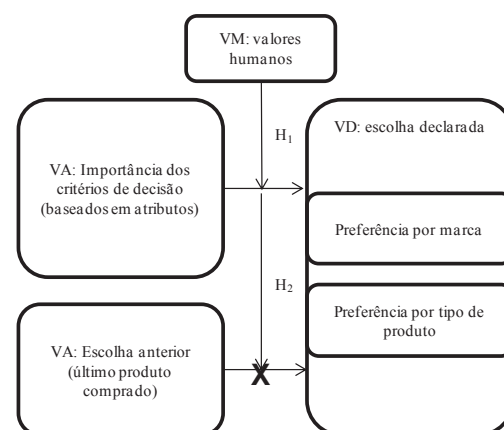 VM: valores
humanos
H₁
VD: escolha declarada
VA: Importância dos
critérios de decisão
(baseados em atributos)
Preferência por marca
H₂
Preferência por tipo de
produto
VA: Escolha anterior
(último produto
comprado)
X